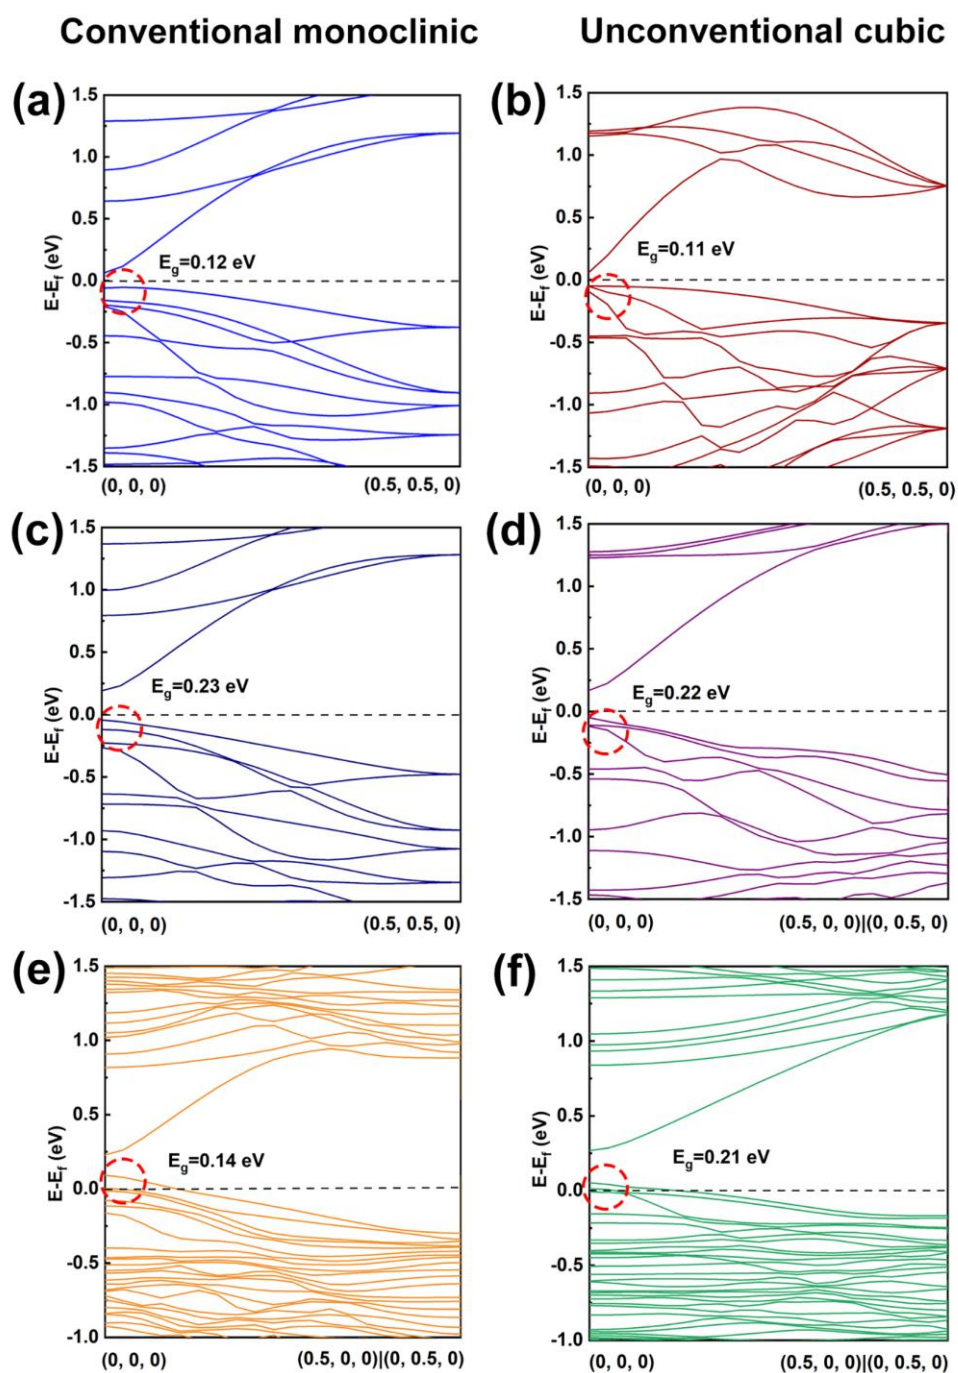 Conventional monoclinic
Unconventional cubic
(a)
1.5
1.0
0.5
0.0
-0.5
-1.0
-1.5
E-Ef (eV)
Eg=0.12 eV
(0, 0, 0)
(0.5, 0.5, 0)
(b)
1.5
1.0
0.5
0.0
-0.5
-1.0
-1.5
E-Ef (eV)
Eg=0.11 eV
(0, 0, 0)
(0.5, 0.5, 0)
(c)
1.5
1.0
0.5
0.0
-0.5
-1.0
-1.5
E-Ef (eV)
Eg=0.23 eV
(0, 0, 0)
(0.5, 0.5, 0)
(d)
1.5
1.0
0.5
0.0
-0.5
-1.0
-1.5
E-Ef (eV)
Eg=0.22 eV
(0, 0, 0)
(0.5, 0, 0)|(0, 0.5, 0)
(e)
1.5
1.0
0.5
0.0
-0.5
-1.0
E-Ef (eV)
Eg=0.14 eV
(0, 0, 0)
(0.5, 0, 0)|(0, 0.5, 0)
(f)
1.5
1.0
0.5
0.0
-0.5
-1.0
E-Ef (eV)
Eg=0.21 eV
(0, 0, 0)
(0.5, 0, 0)|(0, 0.5, 0)